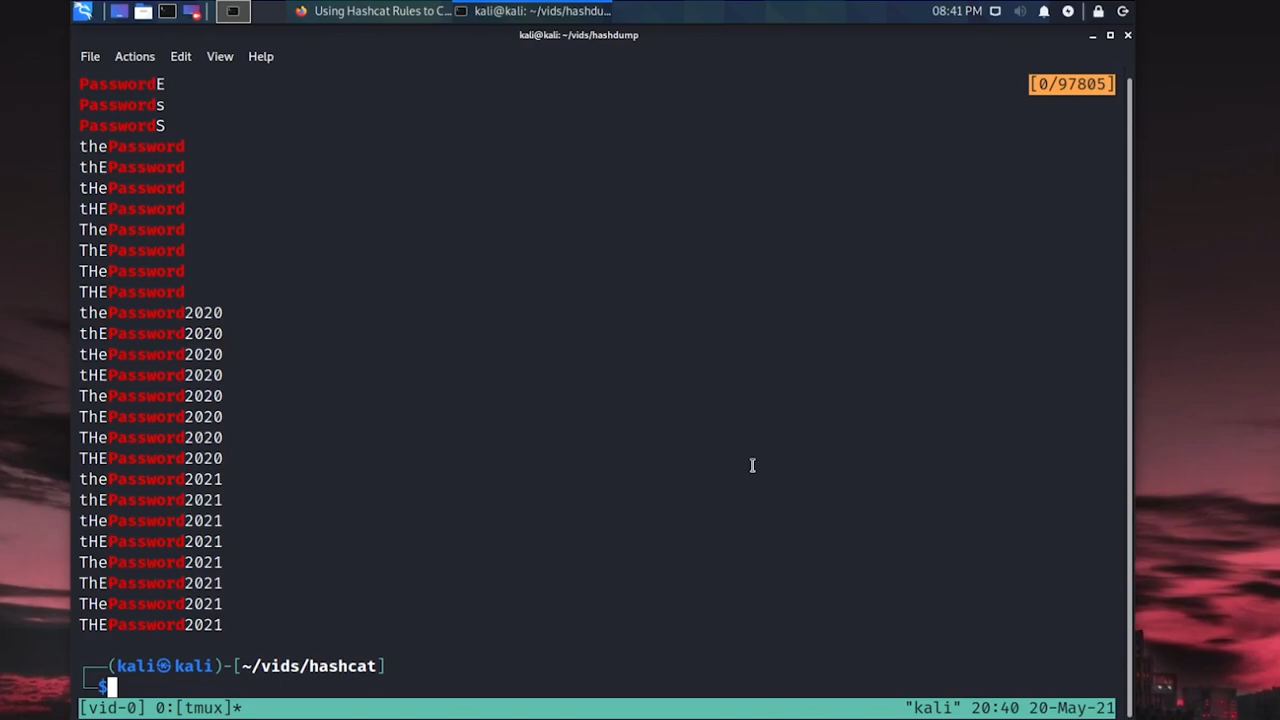 Using Hashcat Rules to C...
kali@kali: ~/vids/hashdu...
08:41 PM
kali@kali: ~/vids/hashdump
File Actions Edit View Help
PasswordE
[0/97805]
Passwords
PasswordS
thePassword
thEPassword
tHePassword
tHEPassword
ThePassword
ThEPassword
THePassword
THEPassword
thePassword2020
thEPassword2020
tHePassword2020
tHEPassword2020
ThePassword2020
ThEPassword2020
THePassword2020
THEPassword2020
thePassword2021
thEPassword2021
tHePassword2021
tHEPassword2021
ThePassword2021
ThEPassword2021
THePassword2021
THEPassword2021
(kali㉿kali)-[~/vids/hashcat]
$
[vid-0] 0:[tmux]* "kali" 20:40 20-May-21